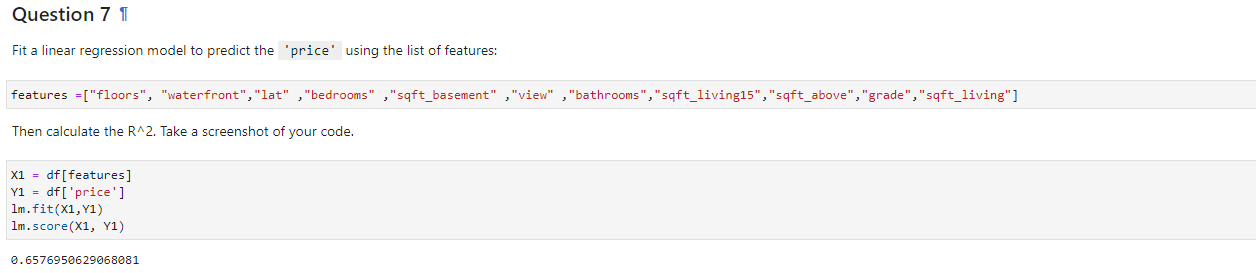 Question 7 ¶
Fit a linear regression model to predict the 'price' using the list of features:
features =["floors", "waterfront","lat" ,"bedrooms" ,"sqft_basement" ,"view" ,"bathrooms","sqft_living15","sqft_above","grade","sqft_living"]
Then calculate the R^2. Take a screenshot of your code.
X1 = df[features]
Y1 = df['price']
lm.fit(X1,Y1)
lm.score(X1, Y1)
0.6576950629068081